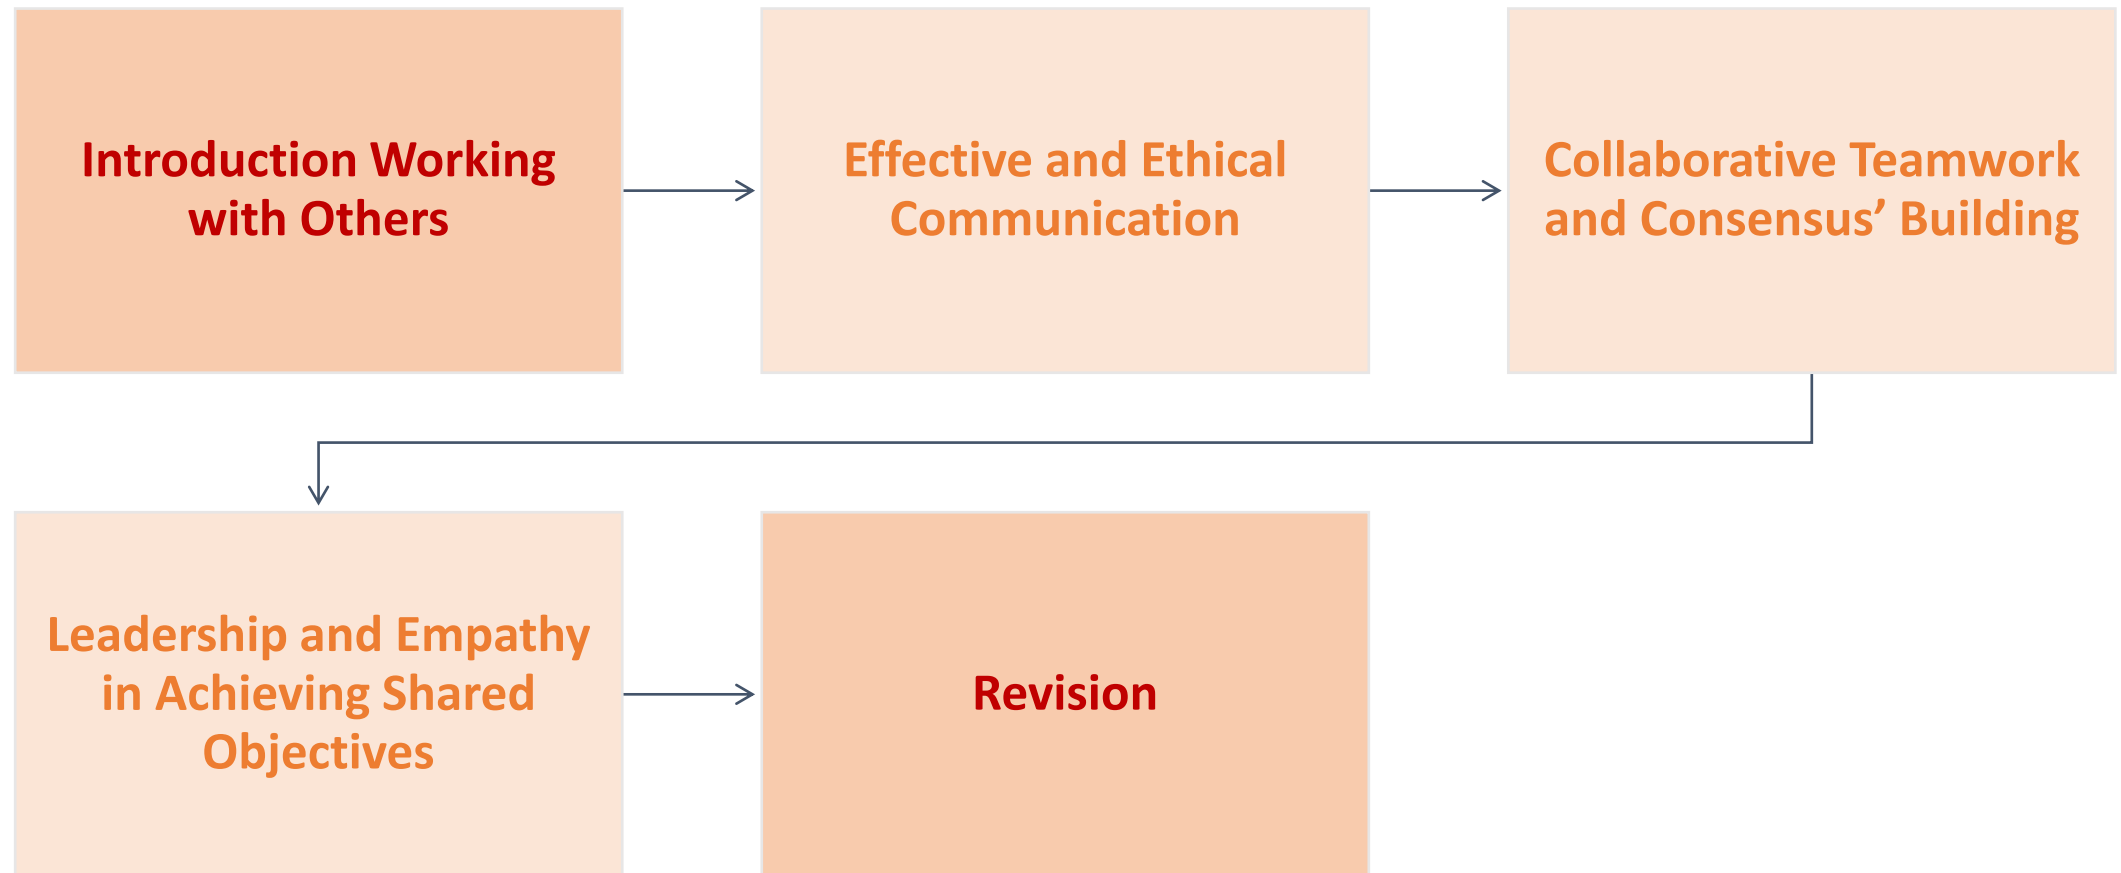 Introduction Working
with Others
Effective and Ethical
Communication
Collaborative Teamwork
and Consensus’ Building
Leadership and Empathy
in Achieving Shared
Objectives
Revision